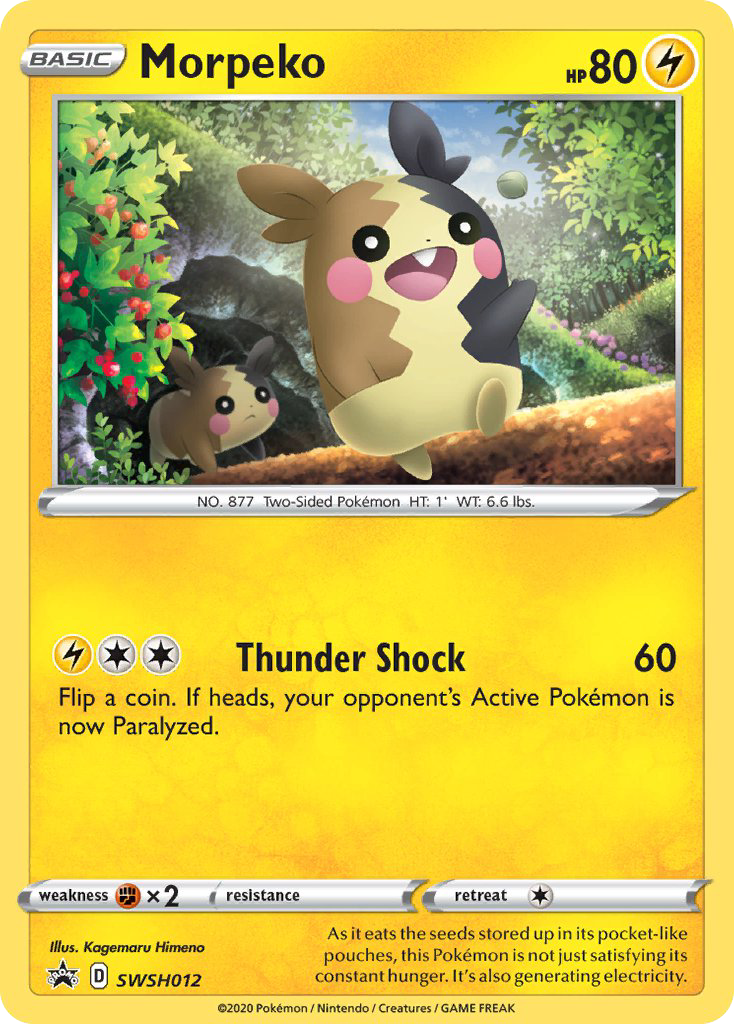 BASIC Morpeko HP80
NO. 877 Two-Sided Pokémon HT: 1' WT: 6.6 lbs.
Thunder Shock 60
Flip a coin. If heads, your opponent's Active Pokémon is
now Paralyzed.
weakness ×2 resistance retreat
Illus. Kagemaru Himeno
D SWSH012
As it eats the seeds stored up in its pocket-like
pouches, this Pokémon is not just satisfying its
constant hunger. It's also generating electricity.
©2020 Pokémon / Nintendo / Creatures / GAME FREAK